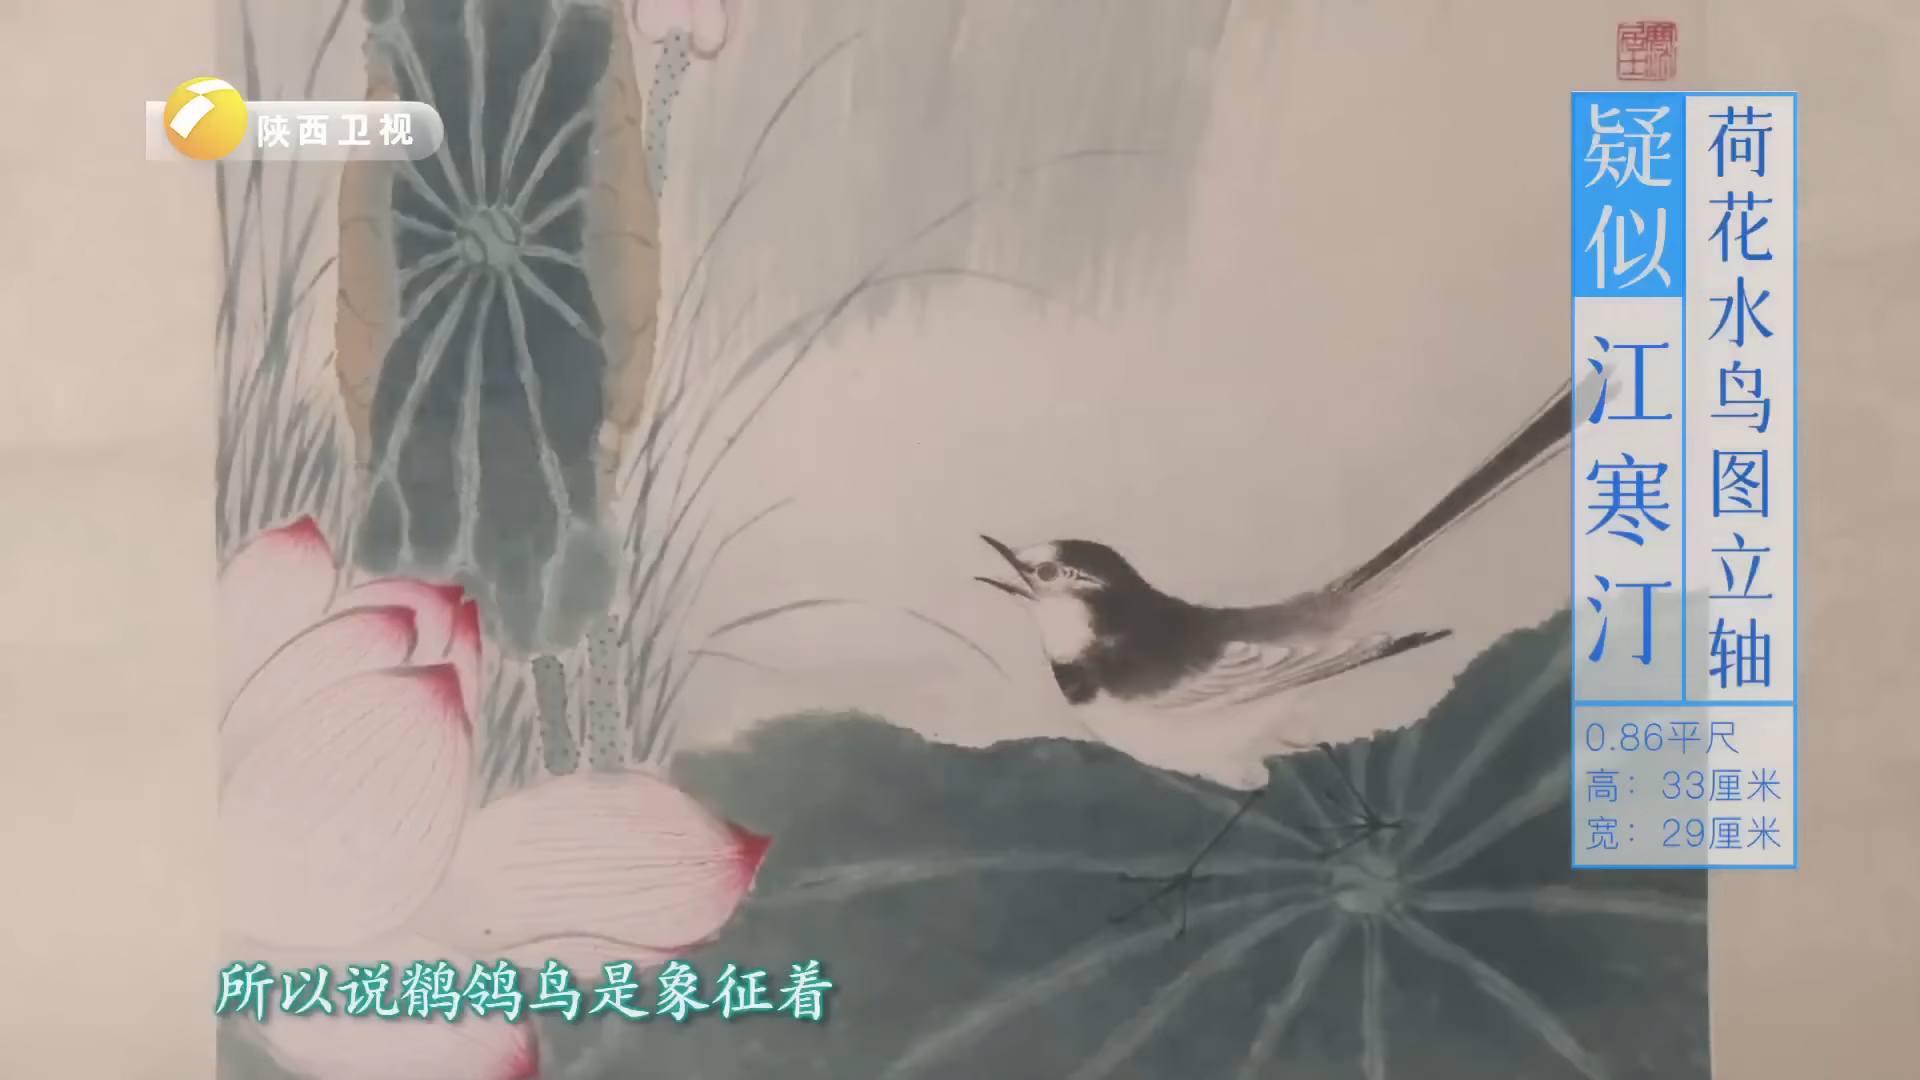 陕西卫视
荷花水鸟图立轴
疑似
江寒汀
0.86平尺
高：33厘米
宽：29厘米
所以说鹡鸰鸟是象征着